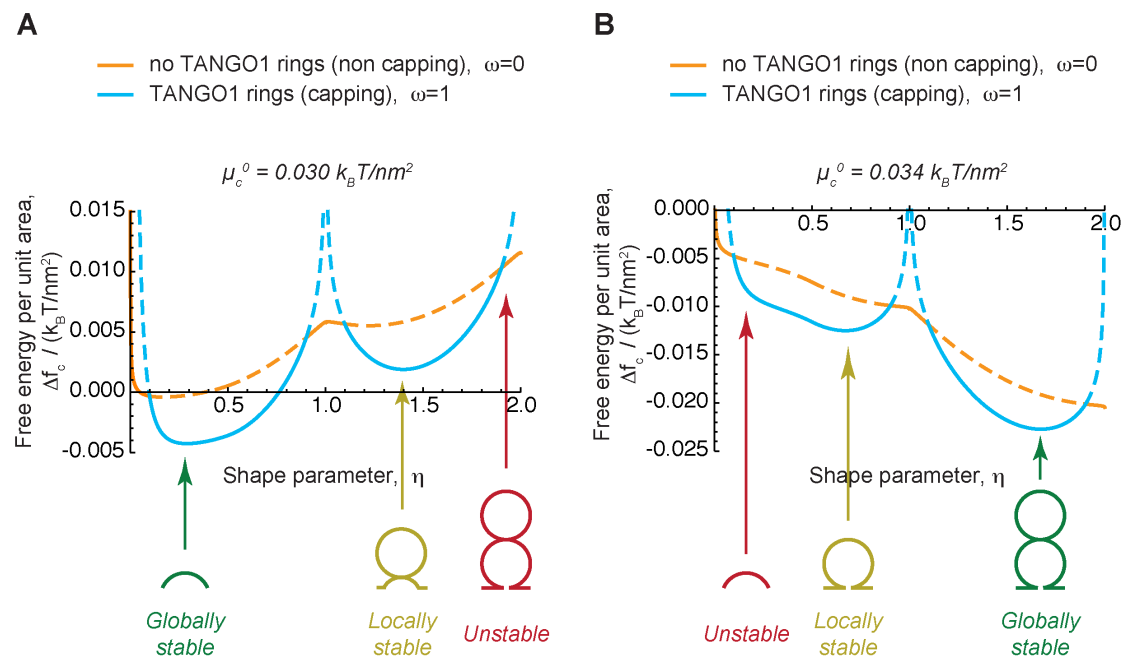 A
no TANGO1 rings (non capping), ω=0
TANGO1 rings (capping), ω=1
μc0 = 0.030 kBT/nm2
Free energy per unit area,
Δfc / (kBT/nm2)
0.015
0.010
0.005
0.000
-0.005
0.5
1.0
1.5
2.0
Shape parameter, η
Globally
stable
Locally
stable
Unstable
B
no TANGO1 rings (non capping), ω=0
TANGO1 rings (capping), ω=1
μc0 = 0.034 kBT/nm2
Free energy per unit area,
Δfc / (kBT/nm2)
0.000
-0.005
-0.010
-0.015
-0.020
-0.025
0.5
1.0
1.5
2.0
Shape parameter, η
Unstable
Locally
stable
Globally
stable